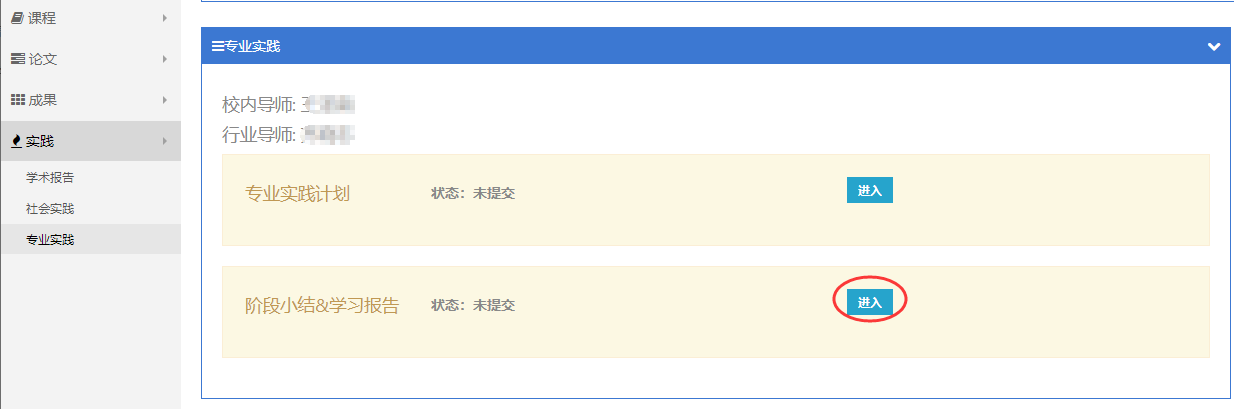 课程
论文
成果
实践
学术报告
社会实践
专业实践
专业实践
校内导师:
行业导师:
专业实践计划 状态：未提交 进入
阶段小结&学习报告 状态：未提交 进入